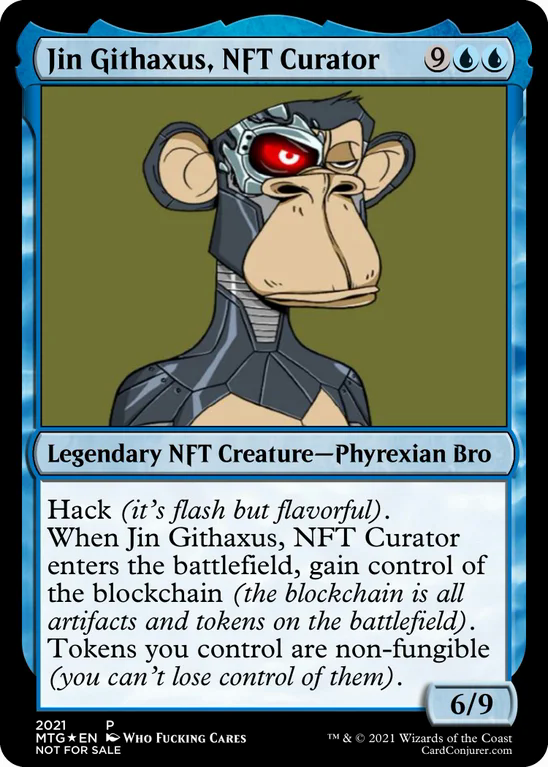 Jin Githaxus, NFT Curator 9
Legendary NFT Creature—Phyrexian Bro
Hack (it's flash but flavorful).
When Jin Githaxus, NFT Curator
enters the battlefield, gain control of
the blockchain (the blockchain is all
artifacts and tokens on the battlefield).
Tokens you control are non-fungible
(you can't lose control of them).
6/9
2021 P
MTG★EN Who Fucking Cares
NOT FOR SALE
™ & © 2021 Wizards of the Coast
CardConjurer.com